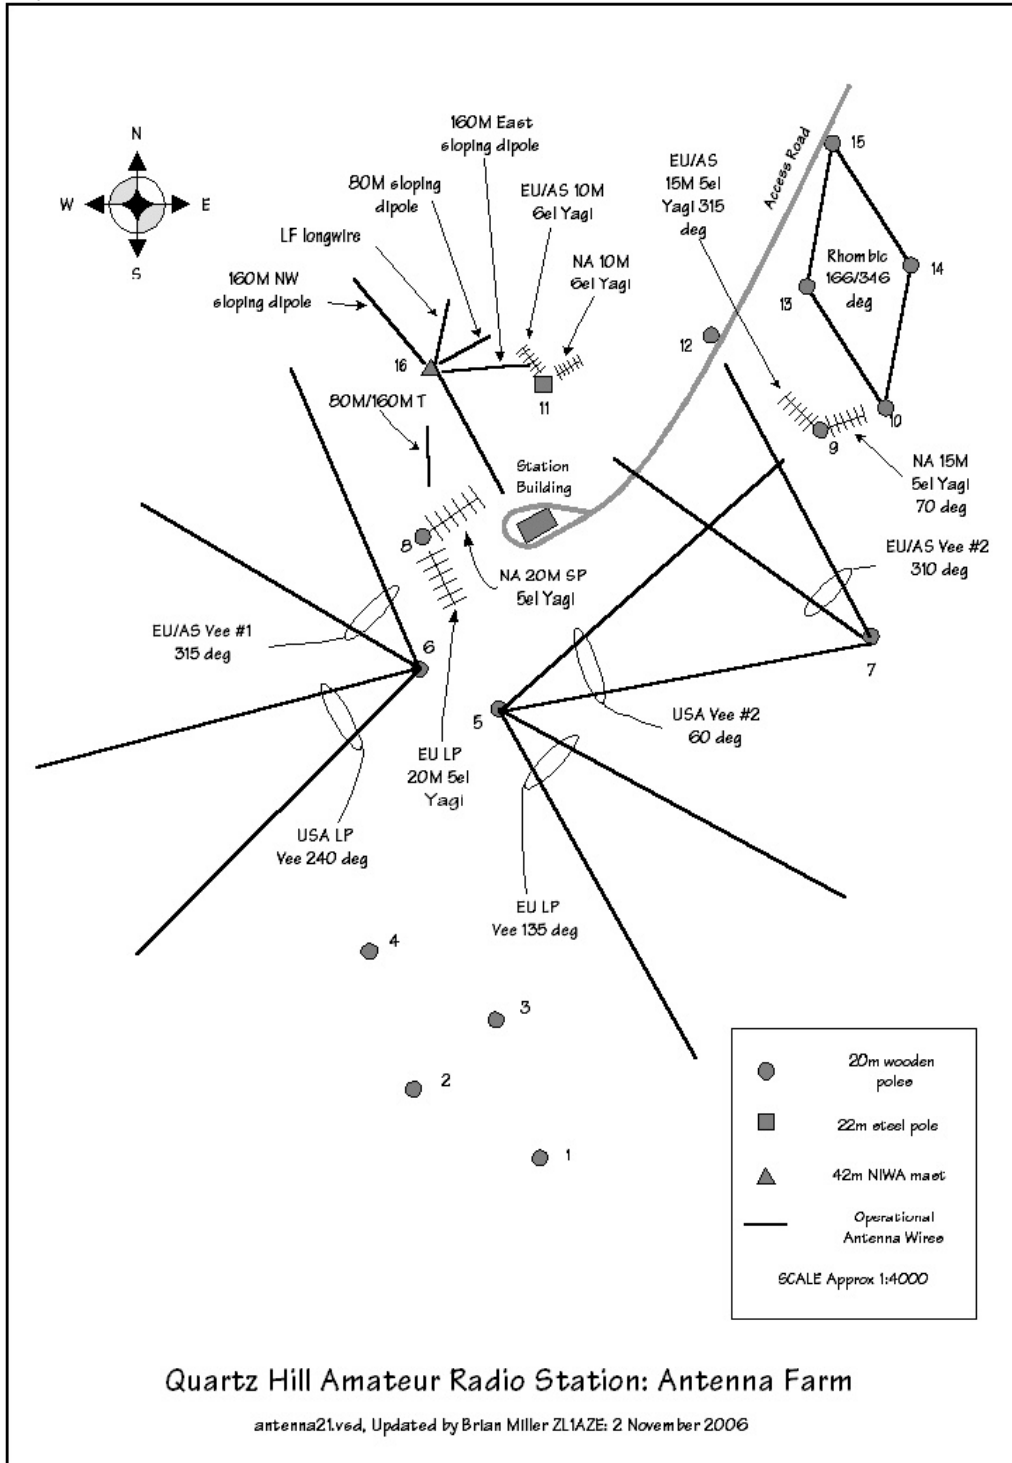 N
W
E
S
160M East
sloping dipole
80M sloping
dipole
LF longwire
160M NW
sloping dipole
EU/AS 10M
6el Yagi
NA 10M
6el Yagi
EU/AS
15M 5el
Yagi 315
deg
Access Road
15
Rhombic
166/346
deg
14
13
12
16
11
10
9
80M/160M T
Station
Building
NA 15M
5el Yagi
70 deg
8
EU/AS Vee #2
310 deg
NA 20M SP
5el Yagi
EU/AS Vee #1
315 deg
6
7
5
USA Vee #2
60 deg
EU LP
20M 5el
Yagi
USA LP
Vee 240 deg
EU LP
Vee 135 deg
4
3
2
1
20m wooden
poles
22m steel pole
42m NIWA mast
Operational
Antenna Wires
SCALE Approx 1:4000
Quartz Hill Amateur Radio Station: Antenna Farm
antenna21.vsd, Updated by Brian Miller ZL1AZE: 2 November 2006